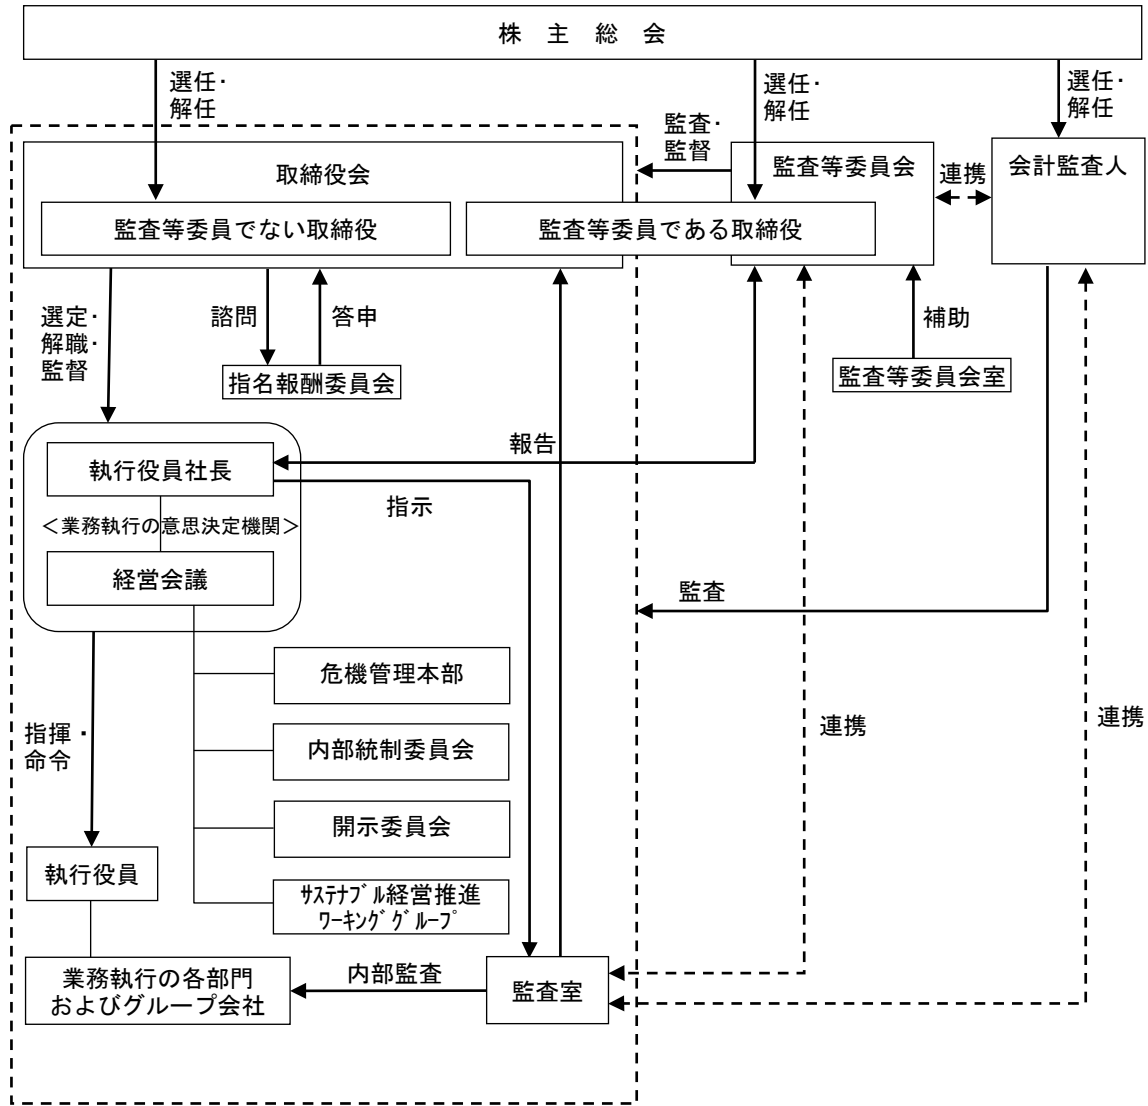 株　主　総　会
選任・
解任
選任・
解任
選任・
解任
監査・
監督
取締役会
監査等委員会
連携
会計監査人
監査等委員でない取締役
監査等委員である取締役
選定・
解職・
監督
諮問
答申
補助
指名報酬委員会
監査等委員会室
報告
執行役員社長
指示
＜業務執行の意思決定機関＞
経営会議
監査
危機管理本部
指揮・
命令
内部統制委員会
連携
連携
開示委員会
執行役員
ｻｽﾃﾅﾌﾞﾙ経営推進
ﾜｰｷﾝｸﾞｸﾞﾙｰﾌﾟ
業務執行の各部門
およびグループ会社
内部監査
監査室